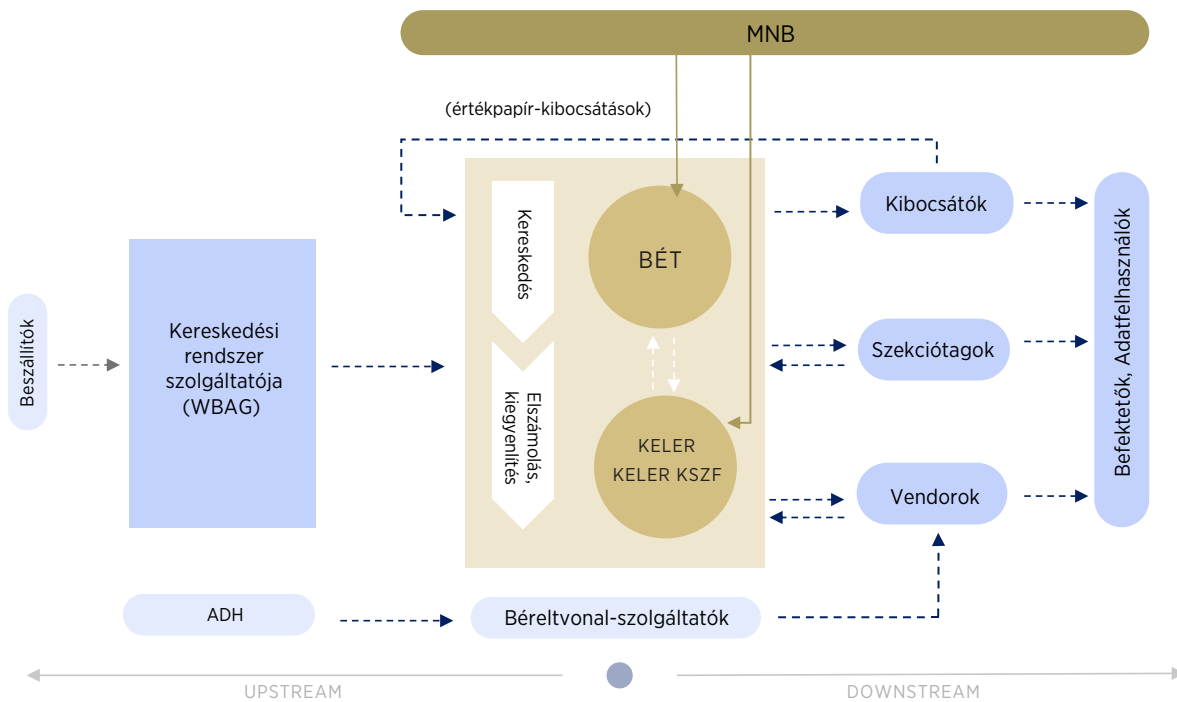 MNB
(értékpapír-kibocsátások)
Kereskedés
BÉT
Kibocsátók
Befektetők, Adatfelhasználók
Beszállítók
Kereskedési
rendszer
szolgáltatója
(WBAG)
Szekciótagok
Elszámolás,
kiegyenlítés
KELER
KELER KSZF
Vendorok
ADH
Béreltvonal-szolgáltatók
UPSTREAM
DOWNSTREAM